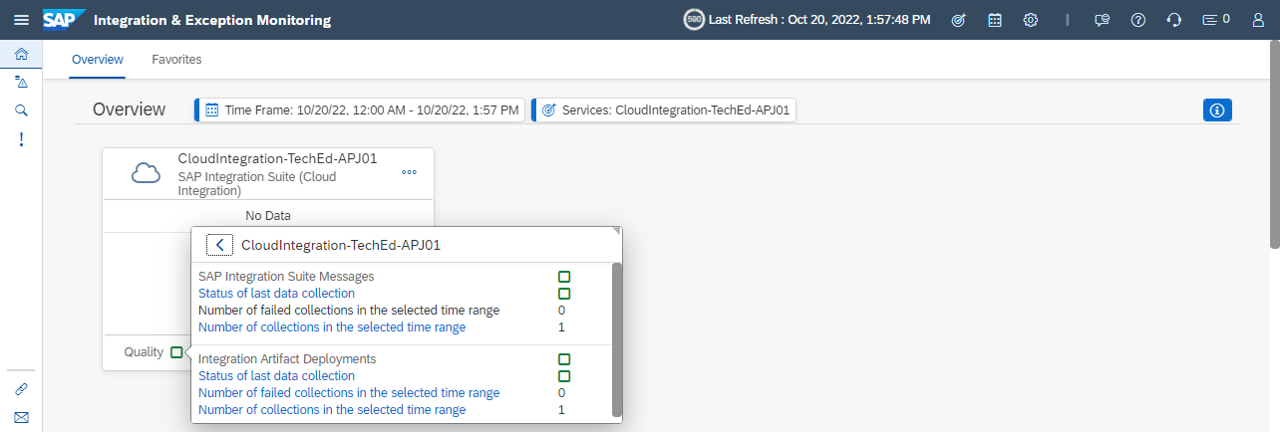 SAP Integration & Exception Monitoring 590 Last Refresh : Oct 20, 2022, 1:57:48 PM 0
Overview Favorites
Overview Time Frame: 10/20/22, 12:00 AM - 10/20/22, 1:57 PM Services: CloudIntegration-TechEd-APJ01
CloudIntegration-TechEd-APJ01
SAP Integration Suite (Cloud
Integration)
No Data
CloudIntegration-TechEd-APJ01
SAP Integration Suite Messages
Status of last data collection
Number of failed collections in the selected time range 0
Number of collections in the selected time range 1
Quality
Integration Artifact Deployments
Status of last data collection
Number of failed collections in the selected time range 0
Number of collections in the selected time range 1